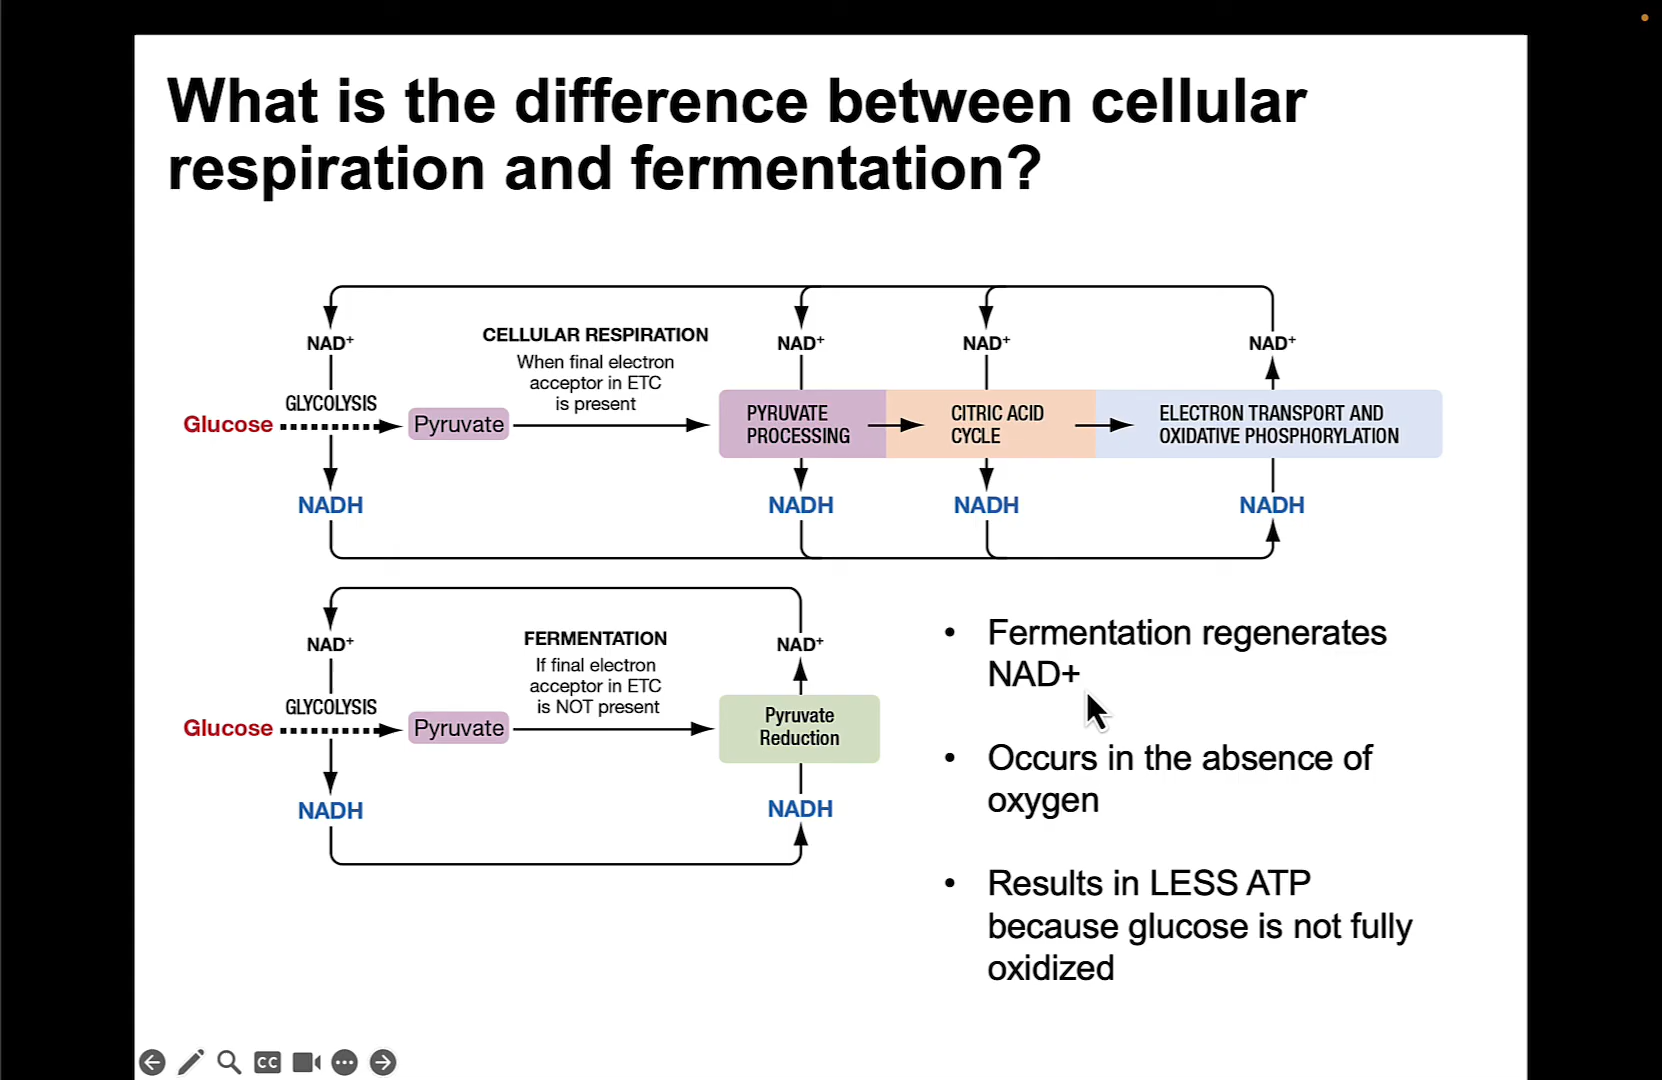 What is the difference between cellular
respiration and fermentation?
NAD+
CELLULAR RESPIRATION
When final electron
acceptor in ETC
is present
NAD+
NAD+
NAD+
Glucose
GLYCOLYSIS
Pyruvate
PYRUVATE
PROCESSING
CITRIC ACID
CYCLE
ELECTRON TRANSPORT AND
OXIDATIVE PHOSPHORYLATION
NADH
NADH
NADH
NADH
NAD+
FERMENTATION
If final electron
acceptor in ETC
is NOT present
NAD+
Glucose
GLYCOLYSIS
Pyruvate
Pyruvate
Reduction
NADH
NADH
• Fermentation regenerates
NAD+
• Occurs in the absence of
oxygen
• Results in LESS ATP
because glucose is not fully
oxidized
CC